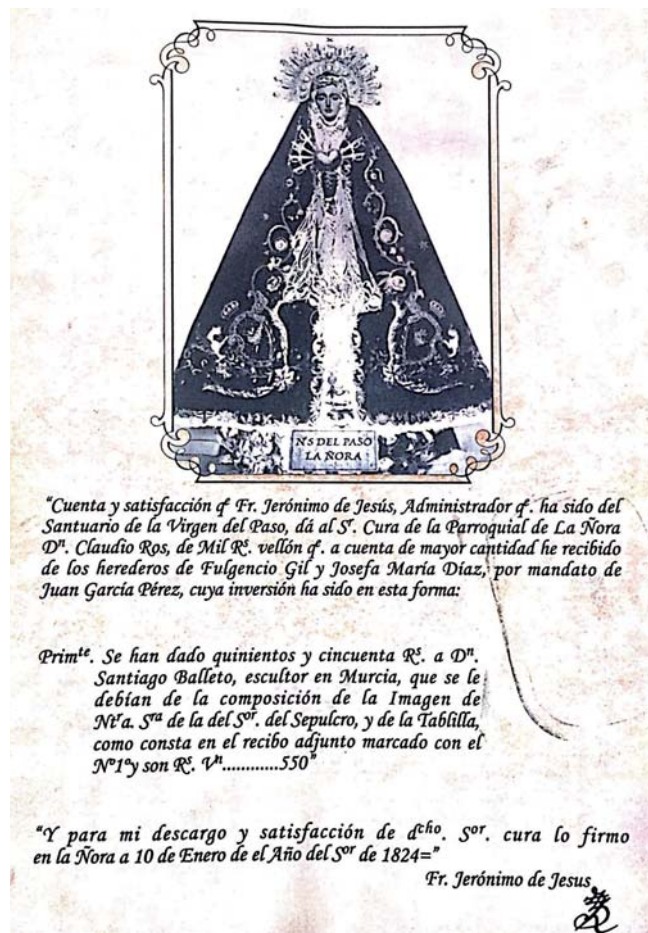 Nª S DEL PASO
LA ÑORA
“Cuenta y satisfacción qᵉ Fr. Jerónimo de Jesús, Administrador qᵉ. ha sido del
Santuario de la Virgen del Paso, dá al Sʳ. Cura de la Parroquial de La Ñora
Dⁿ. Claudio Ros, de Mil Rˢ. vellón qᵉ. a cuenta de mayor cantidad he recibido
de los herederos de Fulgencio Gil y Josefa María Díaz, por mandato de
Juan García Pérez, cuya inversión ha sido en esta forma:
Primᵗᵉ. Se han dado quinientos y cincuenta Rˢ. a Dⁿ.
Santiago Balleto, escultor en Murcia, que se le
debían de la composición de la Imagen de
Ntʳa. Sʳᵃ de la del Sᵒʳ. del Sepulcro, y de la Tablilla,
como consta en el recibo adjunto marcado con el
Nº1ºy son Rˢ. Vⁿ............550”
“Y para mi descargo y satisfacción de dᶜʰᵒ. Sᵒʳ. cura lo firmo
en la Ñora a 10 de Enero de el Año del Sᵒʳ de 1824=”
Fr. Jerónimo de Jesus